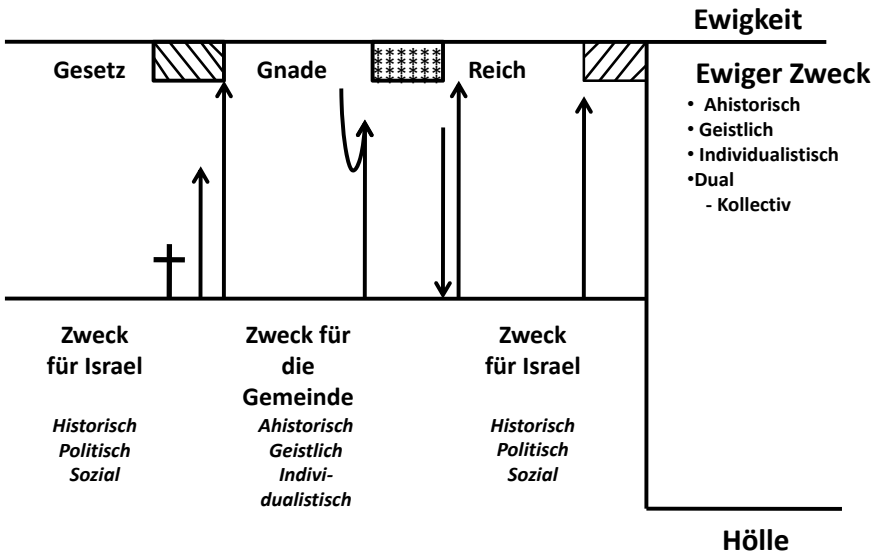 Ewigkeit
Gesetz
Gnade
Reich
Ewiger Zweck
• Ahistorisch
• Geistlich
• Individualistisch
•Dual
- Kollectiv
Zweck
für Israel
Historisch
Politisch
Sozial
Zweck für
die
Gemeinde
Ahistorisch
Geistlich
Indivi-
dualistisch
Zweck
für Israel
Historisch
Politisch
Sozial
Hölle